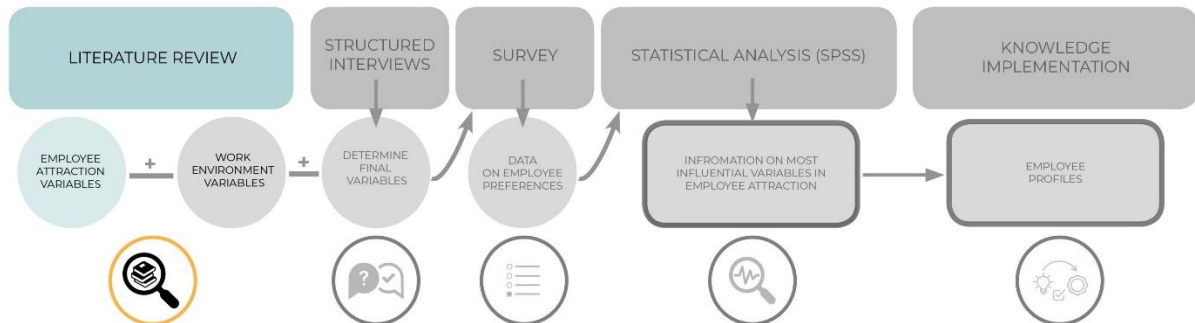 LITERATURE REVIEW
STRUCTURED
INTERVIEWS
SURVEY
STATISTICAL ANALYSIS (SPSS)
KNOWLEDGE
IMPLEMENTATION
EMPLOYEE
ATTRACTION
VARIABLES
+
WORK
ENVIRONMENT
VARIABLES
+
DETERMINE
FINAL
VARIABLES
DATA
ON EMPLOYEE
PREFERENCES
INFROMATION ON MOST
INFLUENTIAL VARIABLES IN
EMPLOYEE ATTRACTION
EMPLOYEE
PROFILES
?